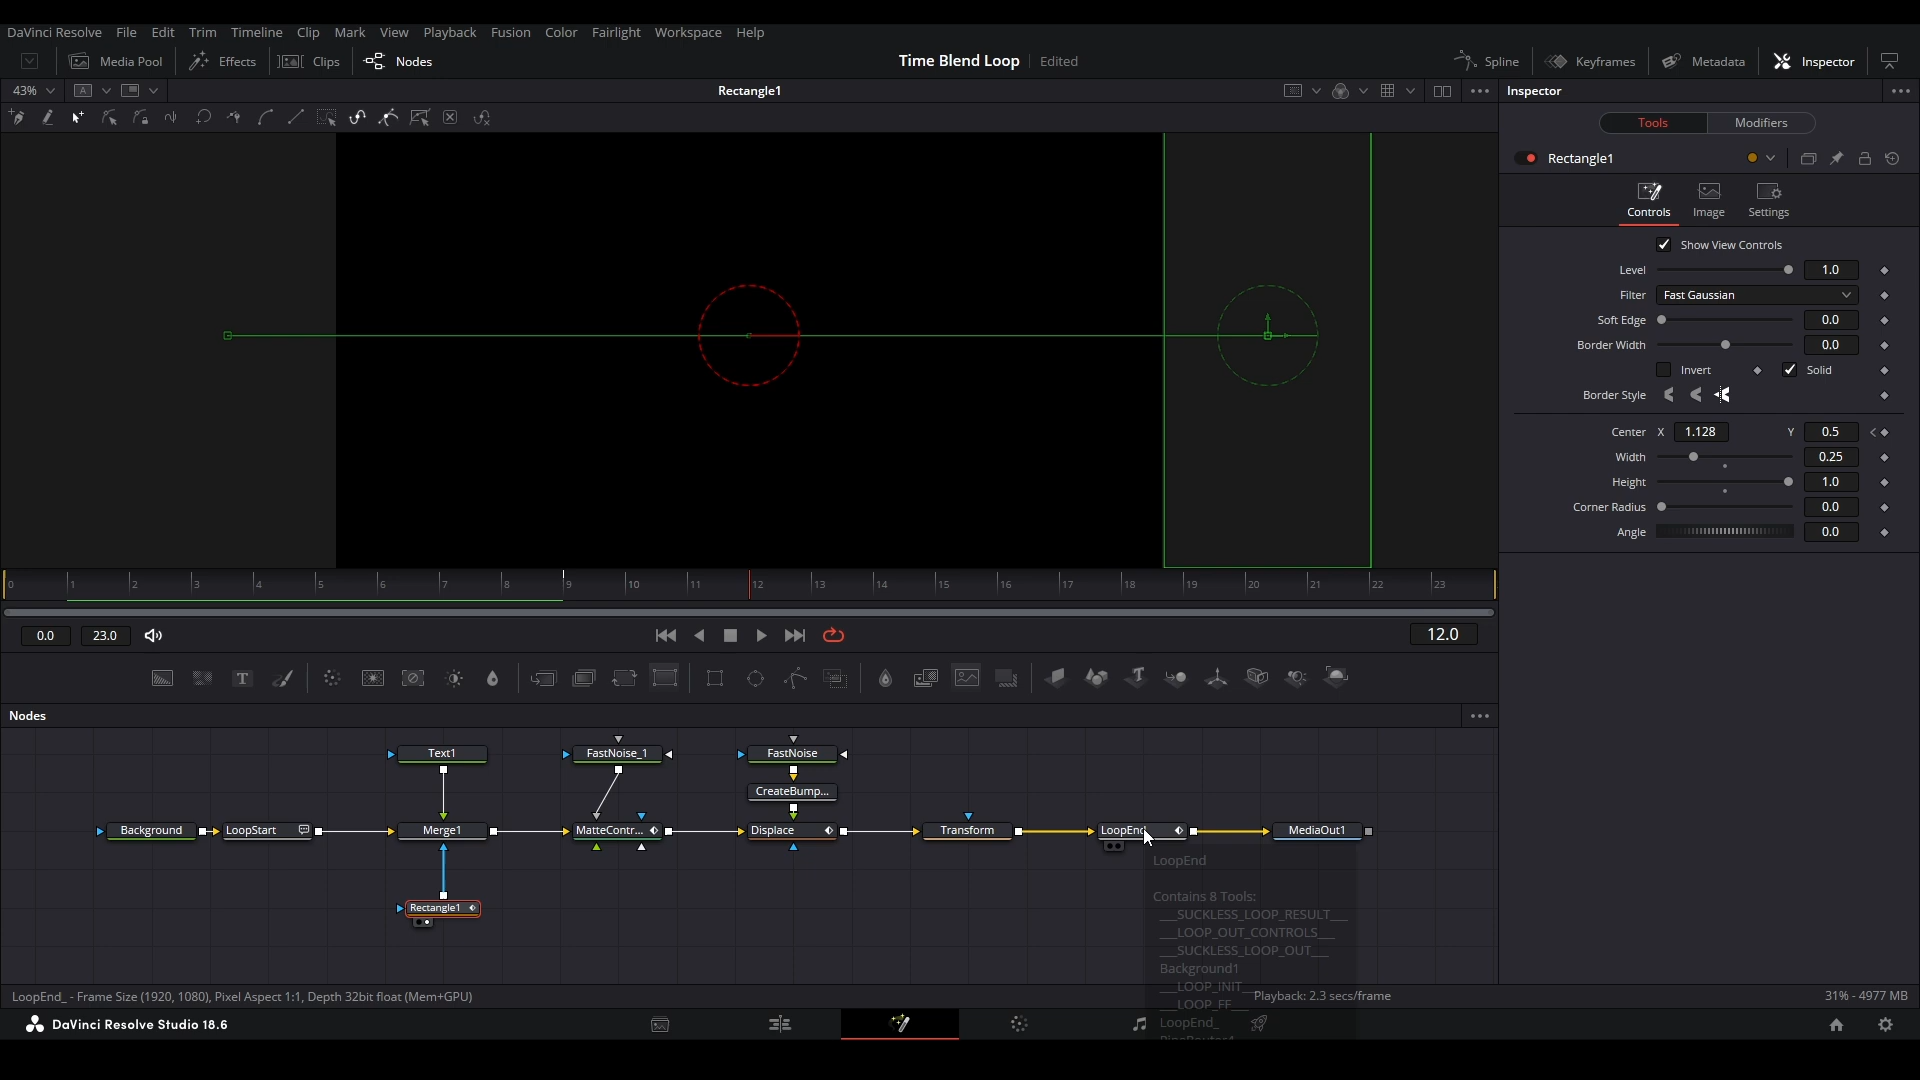 DaVinci Resolve File Edit Trim Timeline Clip Mark View Playback Fusion Color Fairlight Workspace Help
Media Pool Effects Clips Nodes Time Blend Loop Edited Spline Keyframes Metadata Inspector
43% A Rectangle1 Inspector
Tools Modifiers
Rectangle1
Controls Image Settings
Show View Controls
Level 1.0
Filter Fast Gaussian
Soft Edge 0.0
Border Width 0.0
Invert Solid
Border Style
Center X 1.128 Y 0.5
Width 0.25
Height 1.0
Corner Radius 0.0
Angle 0.0
0 1 2 3 4 5 6 7 8 9 10 11 12 13 14 15 16 17 18 19 20 21 22 23
0.0 23.0 12.0
Nodes
Text1 FastNoise_1 FastNoise
CreateBump...
Background LoopStart Merge1 MatteContr... Displace Transform LoopEnd MediaOut1
LoopEnd
Contains 8 Tools:
___SUCKLESS_LOOP_RESULT___
Rectangle1
___LOOP_OUT_CONTROLS___
___SUCKLESS_LOOP_OUT___
Background1
___LOOP_INIT___
LoopEnd_ - Frame Size (1920, 1080), Pixel Aspect 1:1, Depth 32bit float (Mem+GPU) Playback: 2.3 secs/frame 31% - 4977 MB
___LOOP_FF___
LoopEnd_
DaVinci Resolve Studio 18.6